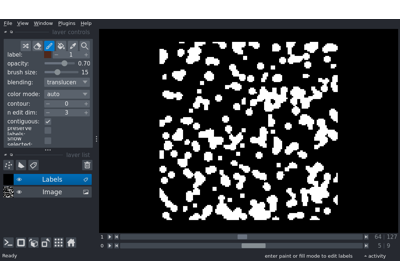 File View Window Plugins Help
layer controls
label: 1
opacity: 0.70
brush size: 15
blending: translucen
color mode: auto
contour: 0
n edit dim: 3
contiguous:
preserve labels:
show selected:
layer list
Labels
Image
1 64 127
0 5 9
Ready enter paint or fill mode to edit labels activity